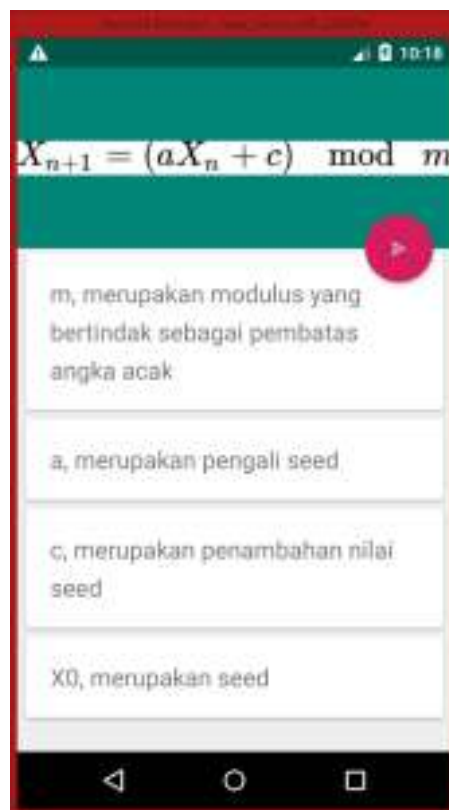 10:18
X_{n+1} = (aX_n + c) mod m
m, merupakan modulus yang
bertindak sebagai pembatas
angka acak
a, merupakan pengali seed
c, merupakan penambahan nilai
seed
X0, merupakan seed